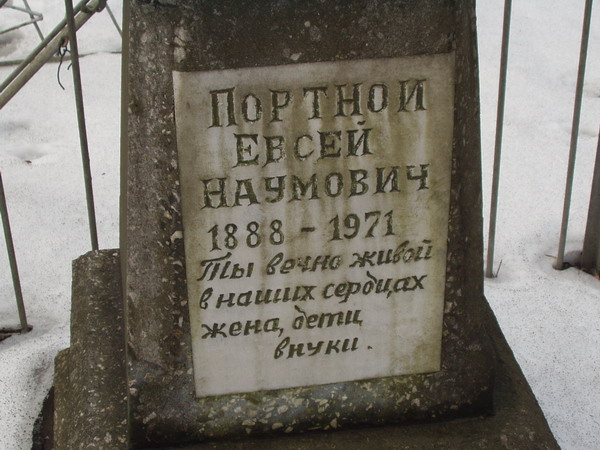 ПОРТНОЙ
ЕВСЕЙ
НАУМОВИЧ
1888 - 1971
Ты вечно живой
в наших сердцах
жена, дети
внуки.